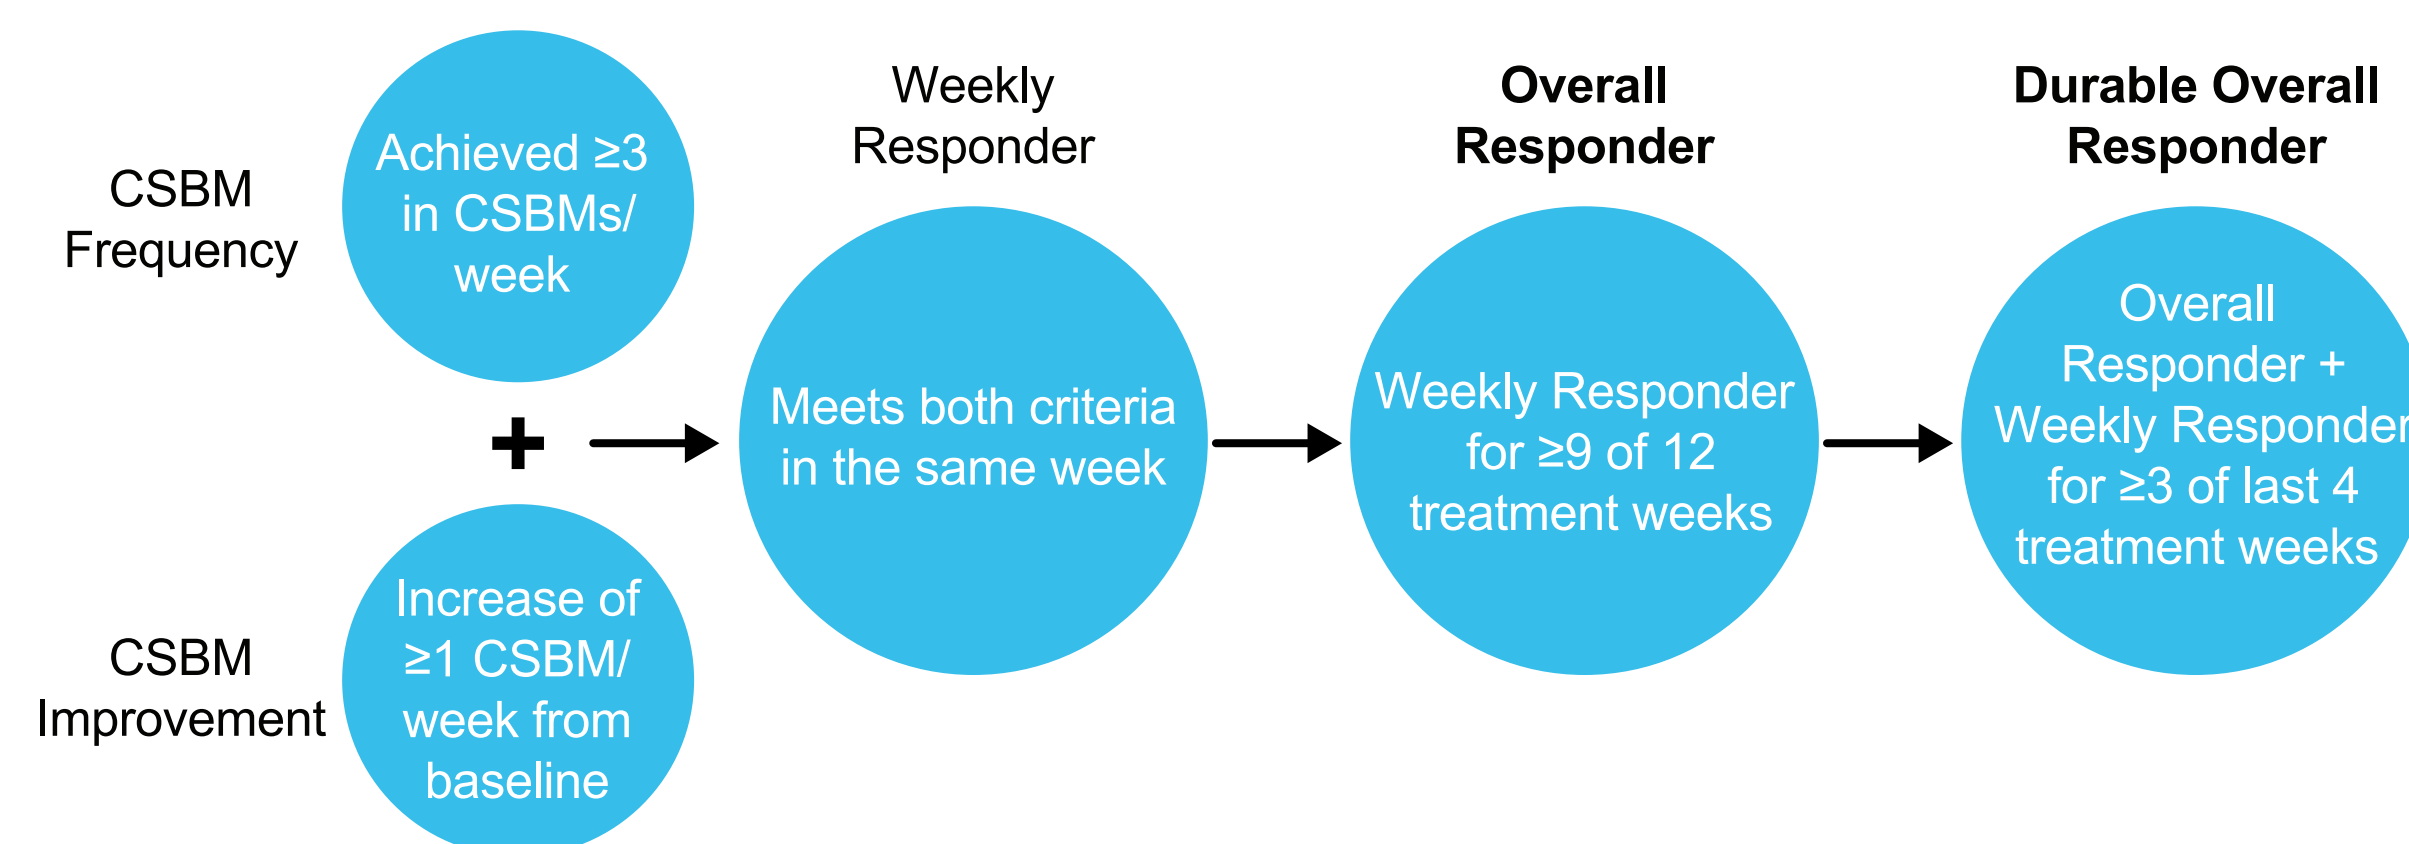 CSBM
Frequency
Achieved ≥3
in CSBMs/
week
+
CSBM
Improvement
Increase of
≥1 CSBM/
week from
baseline
Weekly
Responder
Meets both criteria
in the same week
Overall
Responder
Weekly Responder
for ≥9 of 12
treatment weeks
Durable Overall
Responder
Overall
Responder +
Weekly Responder
for ≥3 of last 4
treatment weeks